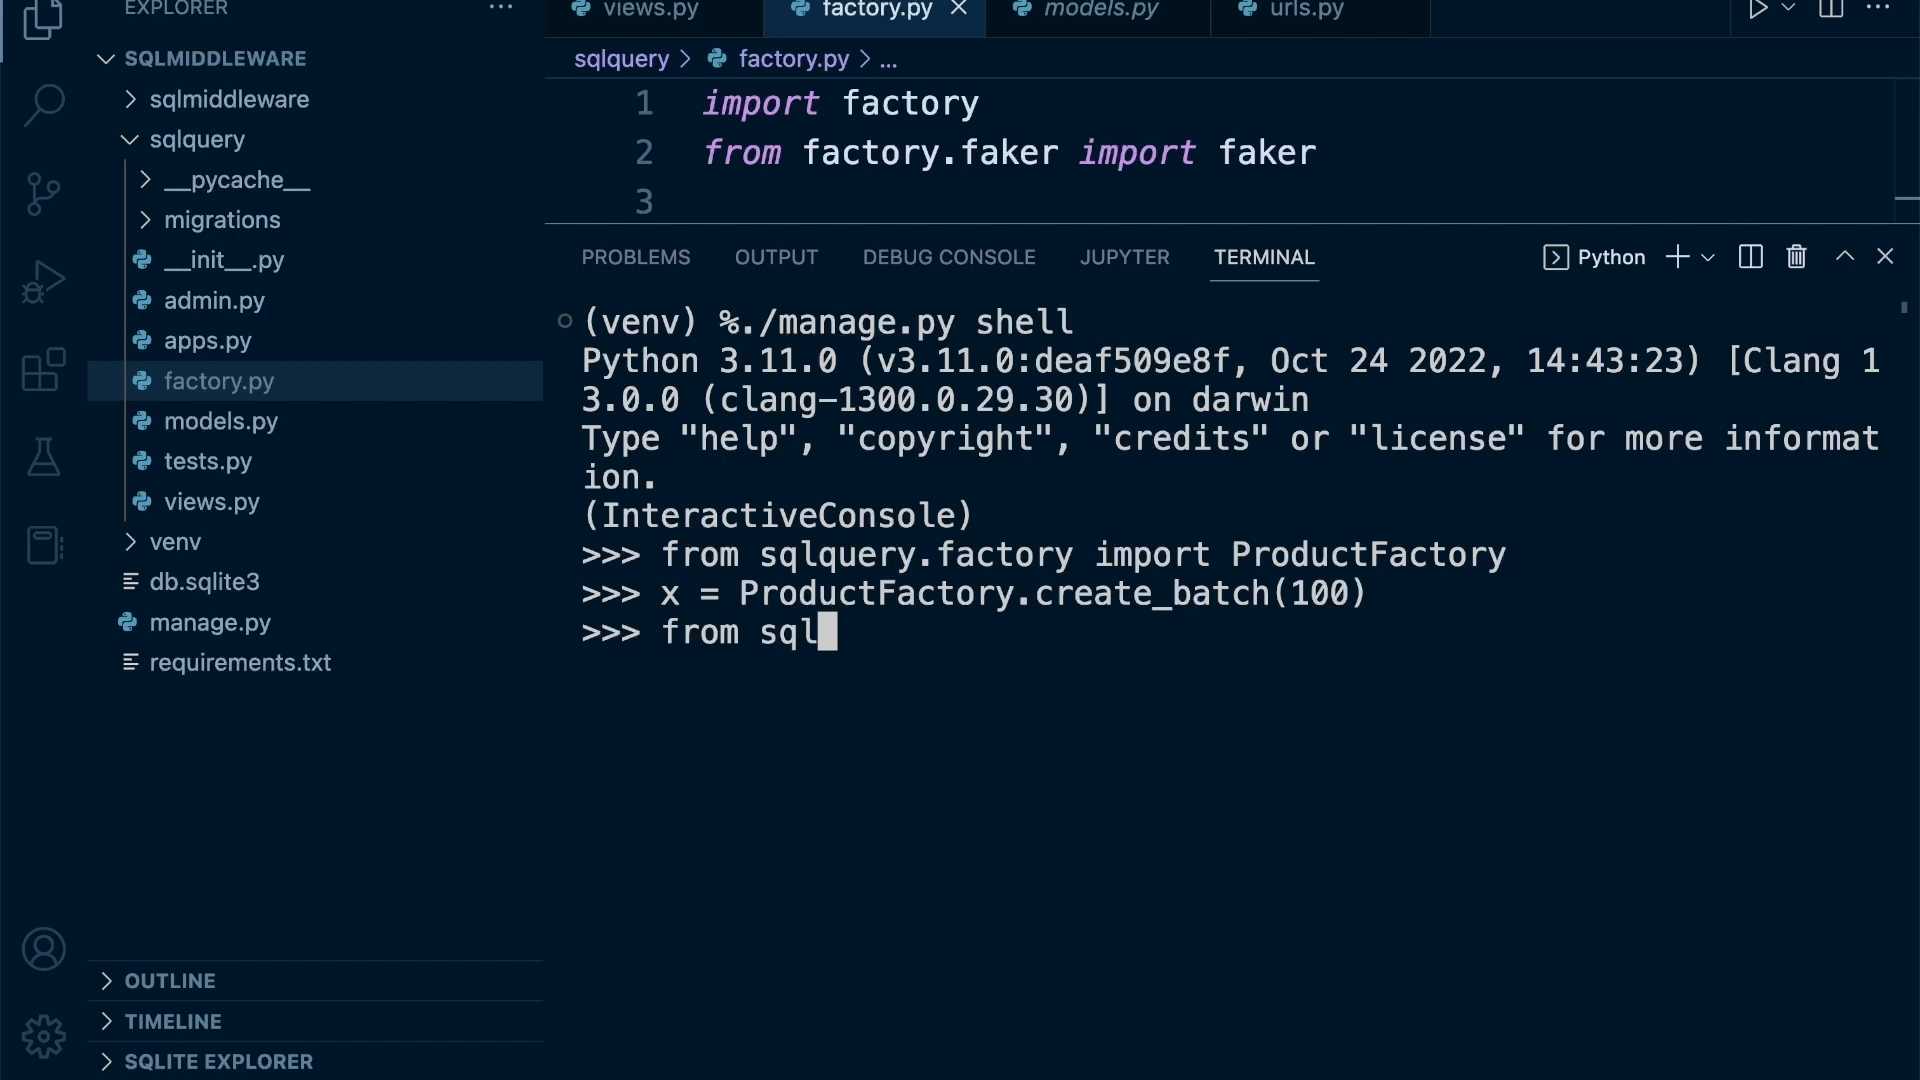 EXPLORER
SQLMIDDLEWARE
sqlmiddleware
sqlquery
__pycache__
migrations
__init__.py
admin.py
apps.py
factory.py
models.py
tests.py
views.py
venv
db.sqlite3
manage.py
requirements.txt
OUTLINE
TIMELINE
SQLITE EXPLORER
views.py factory.py models.py urls.py
sqlquery > factory.py > ...
1 import factory
2 from factory.faker import faker
3
PROBLEMS OUTPUT DEBUG CONSOLE JUPYTER TERMINAL Python
(venv) %./manage.py shell
Python 3.11.0 (v3.11.0:deaf509e8f, Oct 24 2022, 14:43:23) [Clang 1
3.0.0 (clang-1300.0.29.30)] on darwin
Type "help", "copyright", "credits" or "license" for more informat
ion.
(InteractiveConsole)
>>> from sqlquery.factory import ProductFactory
>>> x = ProductFactory.create_batch(100)
>>> from sql